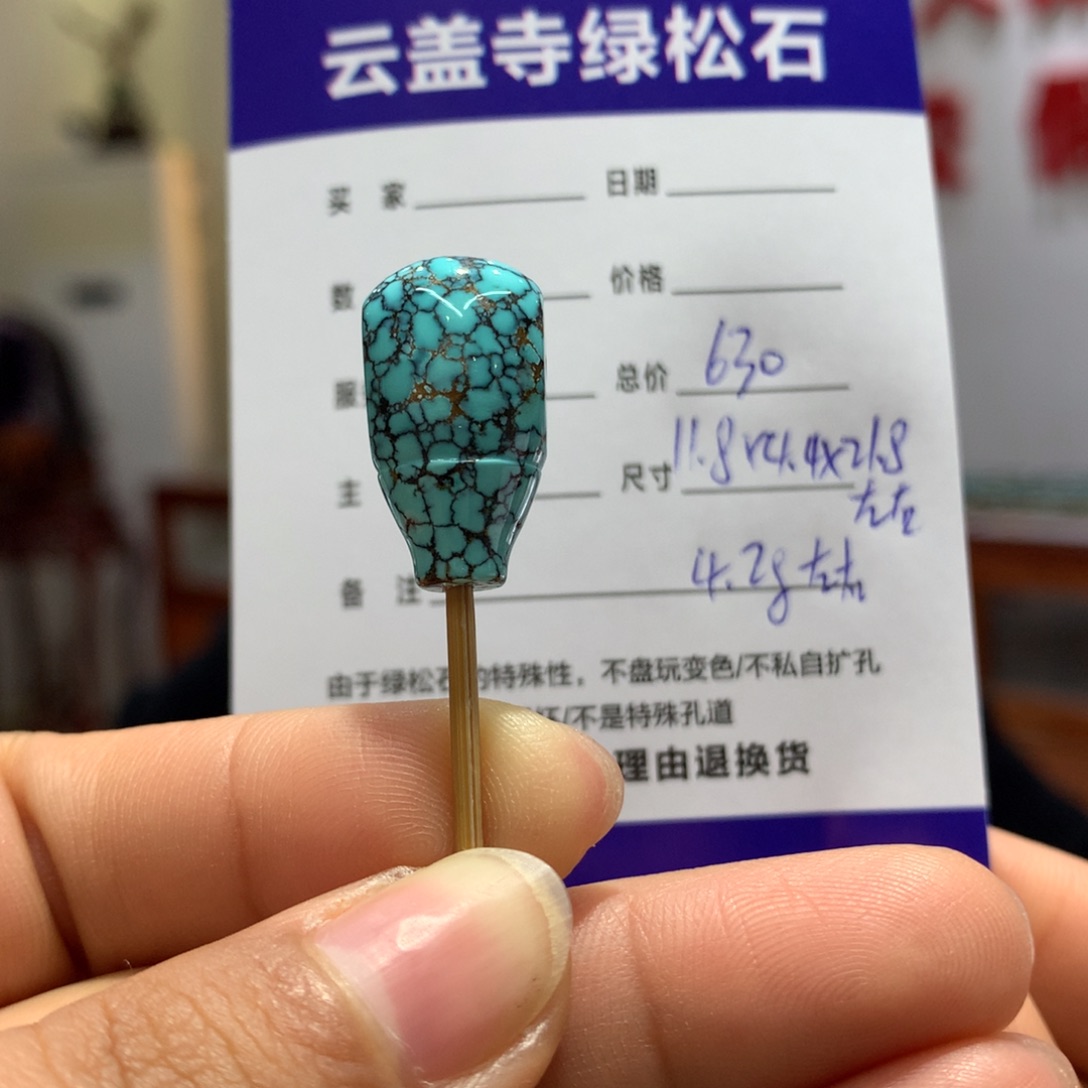 云盖寺绿松石
买 家 日期
数 价格
服 总价 630
主 尺寸 11.8x14.4x21.8
左右
备 注 4.2g左右
由于绿松石的特殊性，不盘玩变色/不私自扩孔
/不是特殊孔道
理由退换货